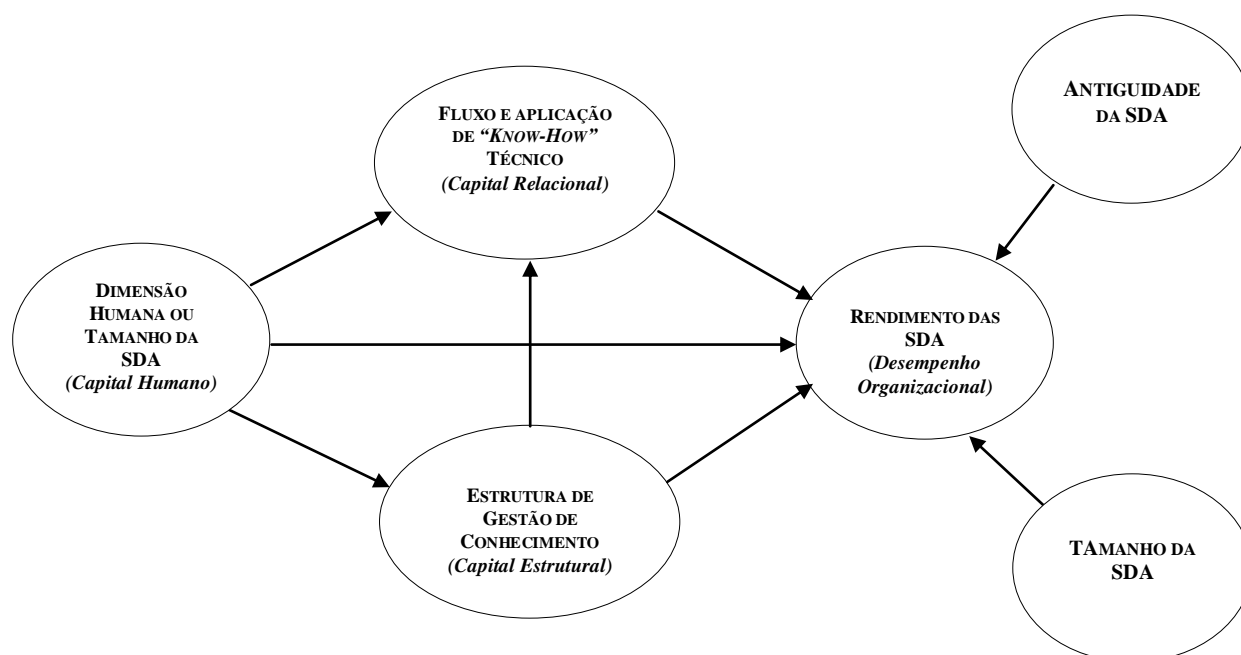 FLUXO E APLICAÇÃO
DE “KNOW-HOW”
TÉCNICO
(Capital Relacional)
ANTIGUIDADE
DA SDA
DIMENSÃO
HUMANA OU
TAMANHO DA
SDA
(Capital Humano)
RENDIMENTO DAS
SDA
(Desempenho
Organizacional)
ESTRUTURA DE
GESTÃO DE
CONHECIMENTO
(Capital Estrutural)
TAMANHO DA
SDA